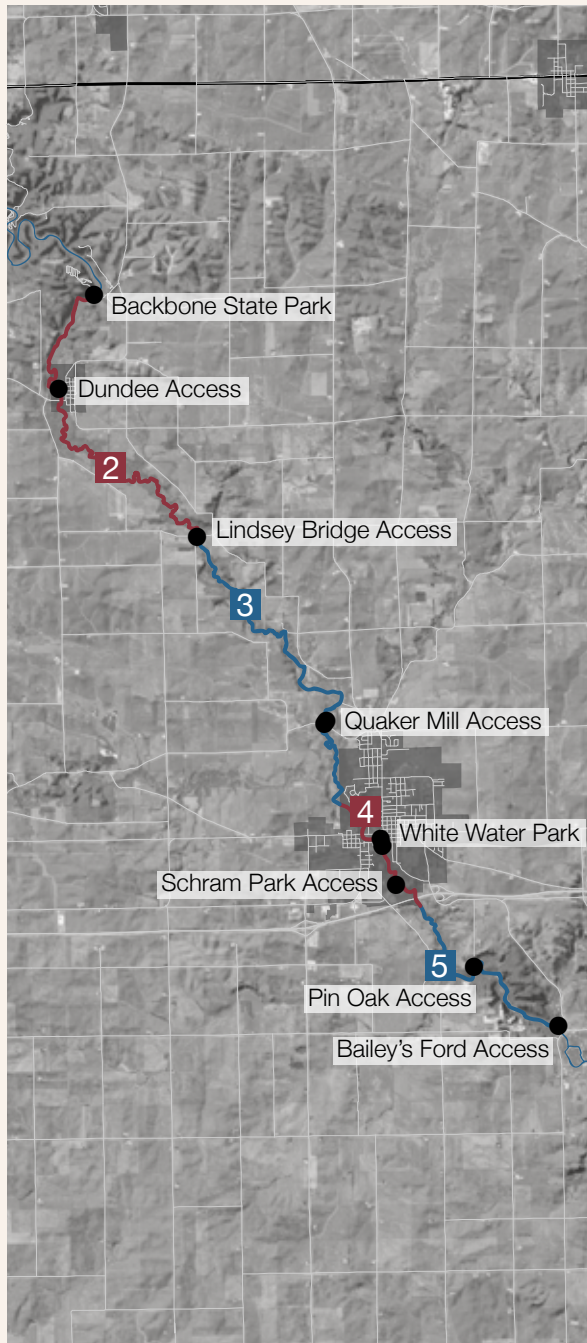 Backbone State Park
Dundee Access
2
Lindsey Bridge Access
3
Quaker Mill Access
4
White Water Park
Schram Park Access
5
Pin Oak Access
Bailey's Ford Access